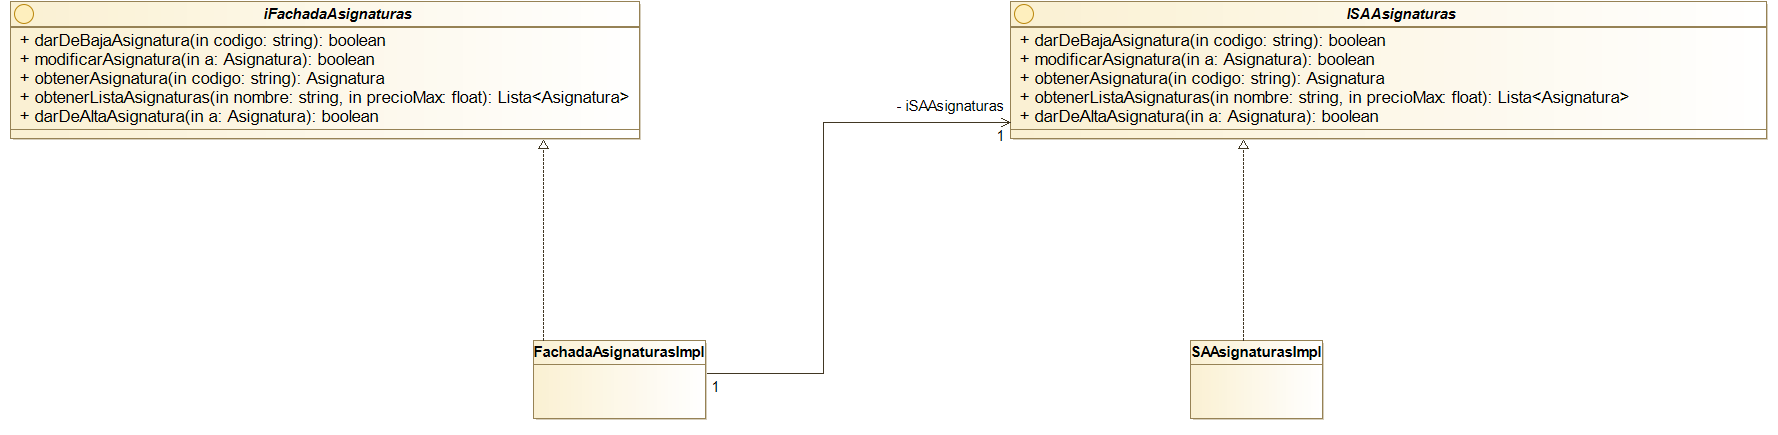 iFachadaAsignaturas
+ darDeBajaAsignatura(in codigo: string): boolean
+ modificarAsignatura(in a: Asignatura): boolean
+ obtenerAsignatura(in codigo: string): Asignatura
+ obtenerListaAsignaturas(in nombre: string, in precioMax: float): Lista<Asignatura>
+ darDeAltaAsignatura(in a: Asignatura): boolean
ISAAsignaturas
+ darDeBajaAsignatura(in codigo: string): boolean
+ modificarAsignatura(in a: Asignatura): boolean
+ obtenerAsignatura(in codigo: string): Asignatura
+ obtenerListaAsignaturas(in nombre: string, in precioMax: float): Lista<Asignatura>
+ darDeAltaAsignatura(in a: Asignatura): boolean
- iSAAsignaturas
1
FachadaAsignaturasImpl
1
SAAsignaturasImpl